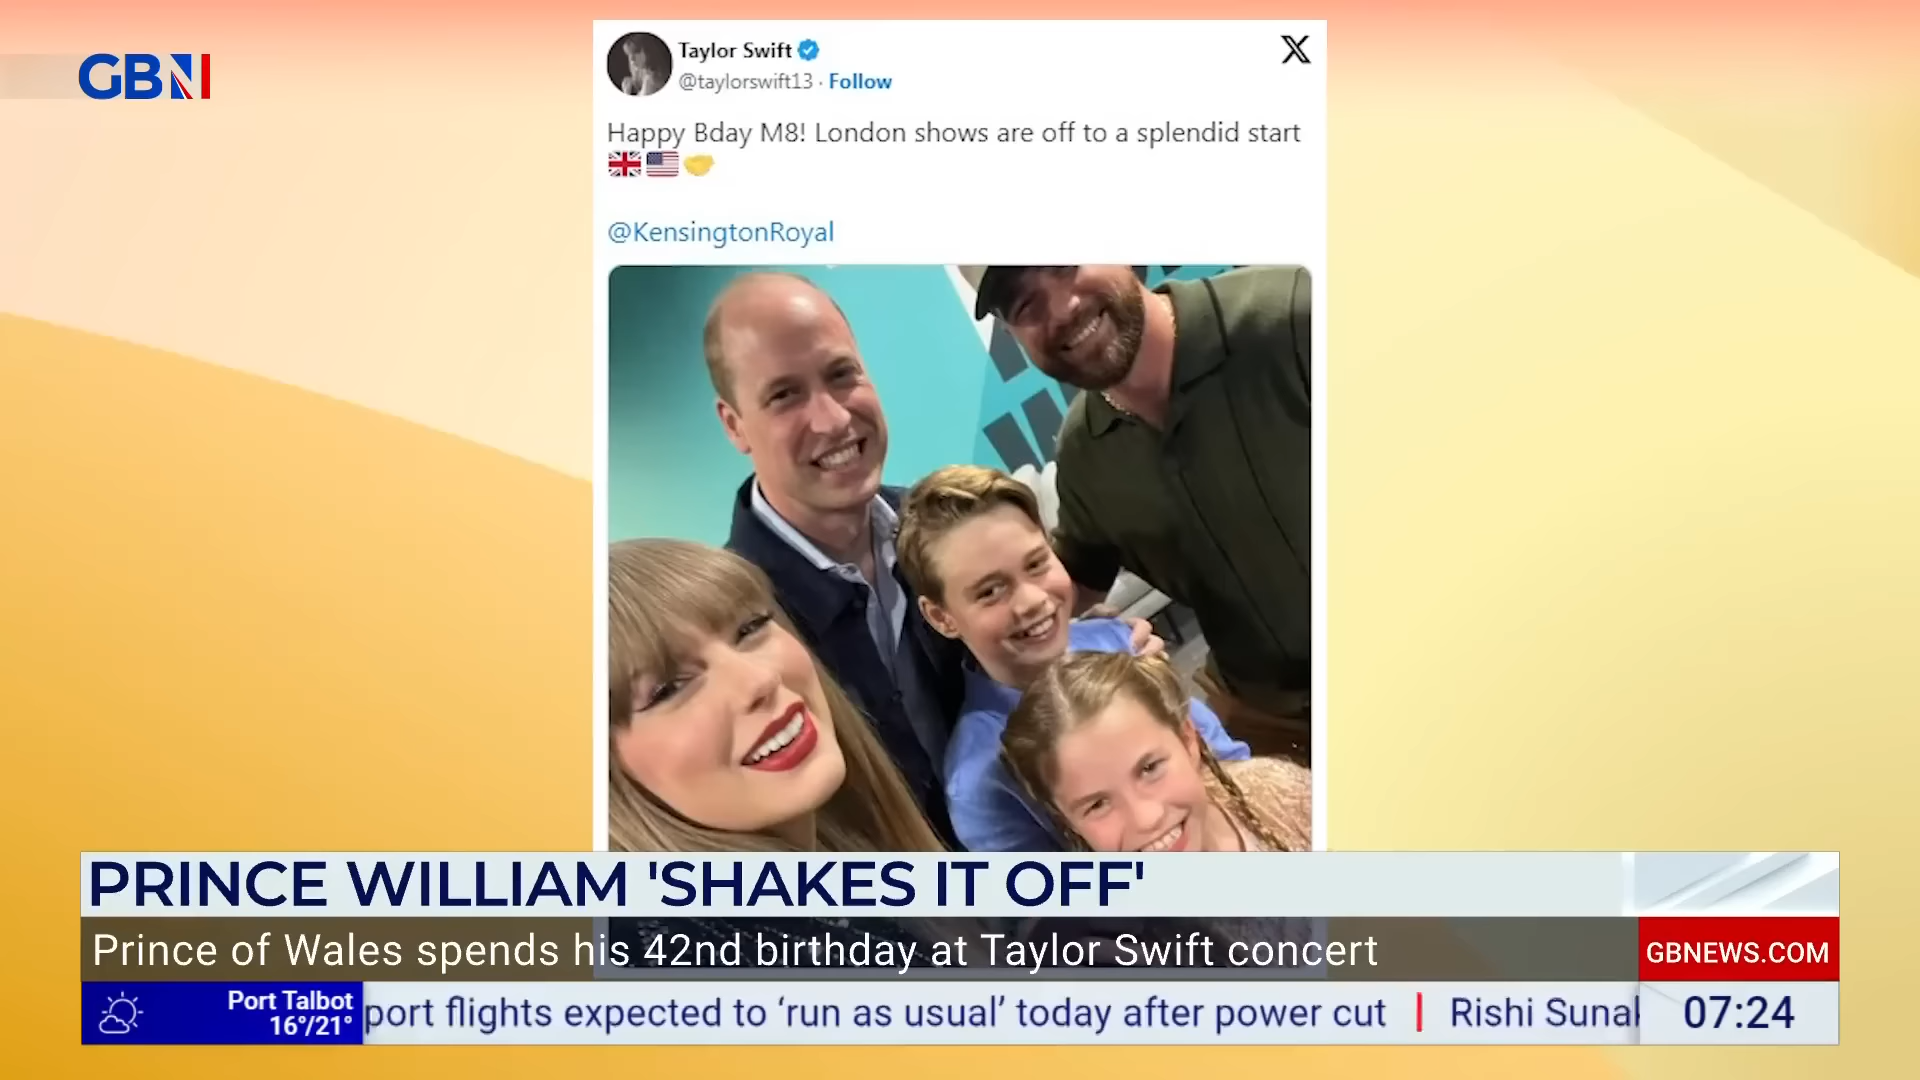 GBN
Taylor Swift
@taylorswift13 · Follow
X
Happy Bday M8! London shows are off to a splendid start
@KensingtonRoyal
PRINCE WILLIAM 'SHAKES IT OFF'
Prince of Wales spends his 42nd birthday at Taylor Swift concert
GBNEWS.COM
Port Talbot
16°/21°
port flights expected to ‘run as usual’ today after power cut | Rishi Sunak
07:24